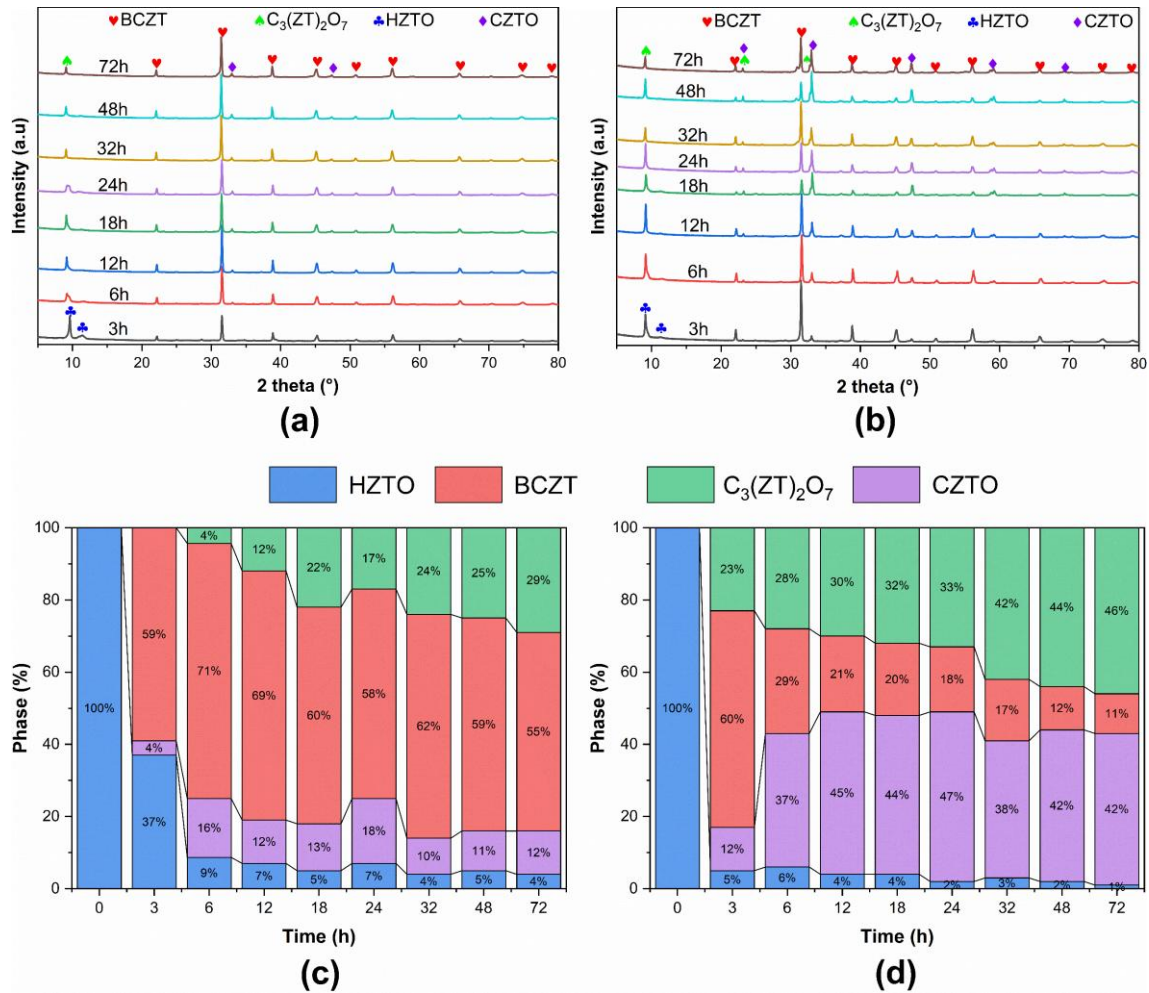 ♥BCZT ♠C₃(ZT)₂O₇ ♣HZTO ♦CZTO
72h
48h
32h
24h
18h
12h
6h
3h
Intensity (a.u)
10 20 30 40 50 60 70 80
2 theta (°)
(a)
♥BCZT ♠C₃(ZT)₂O₇ ♣HZTO ♦CZTO
72h
48h
32h
24h
18h
12h
6h
3h
Intensity (a.u)
10 20 30 40 50 60 70 80
2 theta (°)
(b)
HZTO BCZT C₃(ZT)₂O₇ CZTO
Phase (%)
100
80
60
40
20
0
100%
59%
4%
37%
4%
71%
16%
9%
12%
69%
12%
7%
22%
60%
13%
5%
17%
58%
18%
7%
24%
62%
10%
4%
25%
59%
11%
5%
29%
55%
12%
4%
0 3 6 12 18 24 32 48 72
Time (h)
(c)
Phase (%)
100
80
60
40
20
0
100%
23%
60%
12%
5%
28%
29%
37%
6%
30%
21%
45%
4%
32%
20%
44%
4%
33%
18%
47%
2%
42%
17%
38%
3%
44%
12%
42%
2%
46%
11%
42%
1%
0 3 6 12 18 24 32 48 72
Time (h)
(d)